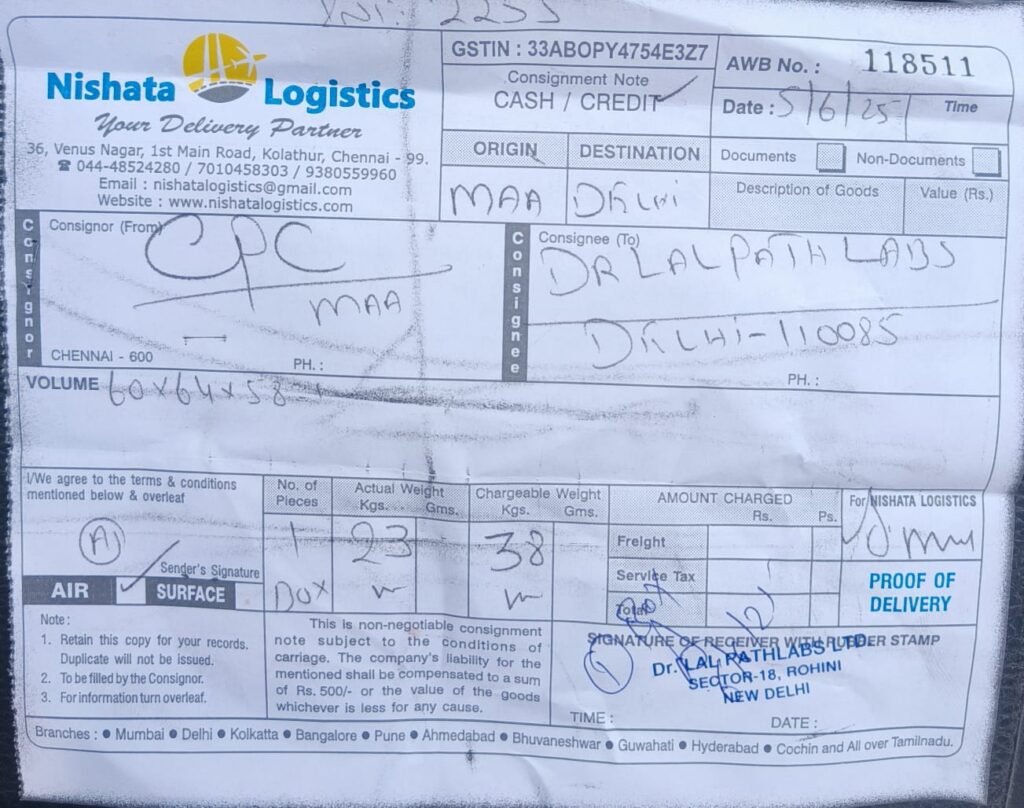 INV: 2255
Nishata Logistics
Your Delivery Partner
36, Venus Nagar, 1st Main Road, Kolathur, Chennai - 99.
☎ 044-48524280 / 7010458303 / 9380559960
Email : nishatalogistics@gmail.com
Website : www.nishatalogistics.com
GSTIN : 33ABOPY4754E3Z7
Consignment Note
CASH / CREDIT ✓
AWB No. : 118511
Date : 5/6/25 Time
ORIGIN DESTINATION
MAA DELHI
Documents Non-Documents
Description of Goods Value (Rs.)
Consignor
Consignor (From)
CPC
MAA
CHENNAI - 600 PH. :
Consignee
Consignee (To)
DR LAL PATH LABS
DELHI-110085
PH. :
VOLUME 60x64x58
I/We agree to the terms & conditions
mentioned below & overleaf
Sender's Signature
AIR ✓ SURFACE
No. of Pieces Actual Weight Kgs. Gms. Chargeable Weight Kgs. Gms.
1 23 38
Box
AMOUNT CHARGED
Rs. Ps.
Freight
Service Tax
Total
For NISHATA LOGISTICS
PROOF OF
DELIVERY
Note :
1. Retain this copy for your records.
Duplicate will not be issued.
2. To be filled by the Consignor.
3. For information turn overleaf.
This is non-negotiable consignment
note subject to the conditions of
carriage. The company's liability for the
mentioned shall be compensated to a sum
of Rs. 500/- or the value of the goods
whichever is less for any cause.
SIGNATURE OF RECEIVER WITH RUBBER STAMP
Dr. LAL PATHLABS LTD.
SECTOR-18, ROHINI
NEW DELHI
TIME : DATE :
Branches : ● Mumbai ● Delhi ● Kolkatta ● Bangalore ● Pune ● Ahmedabad ● Bhuvaneshwar ● Guwahati ● Hyderabad ● Cochin and All over Tamilnadu.